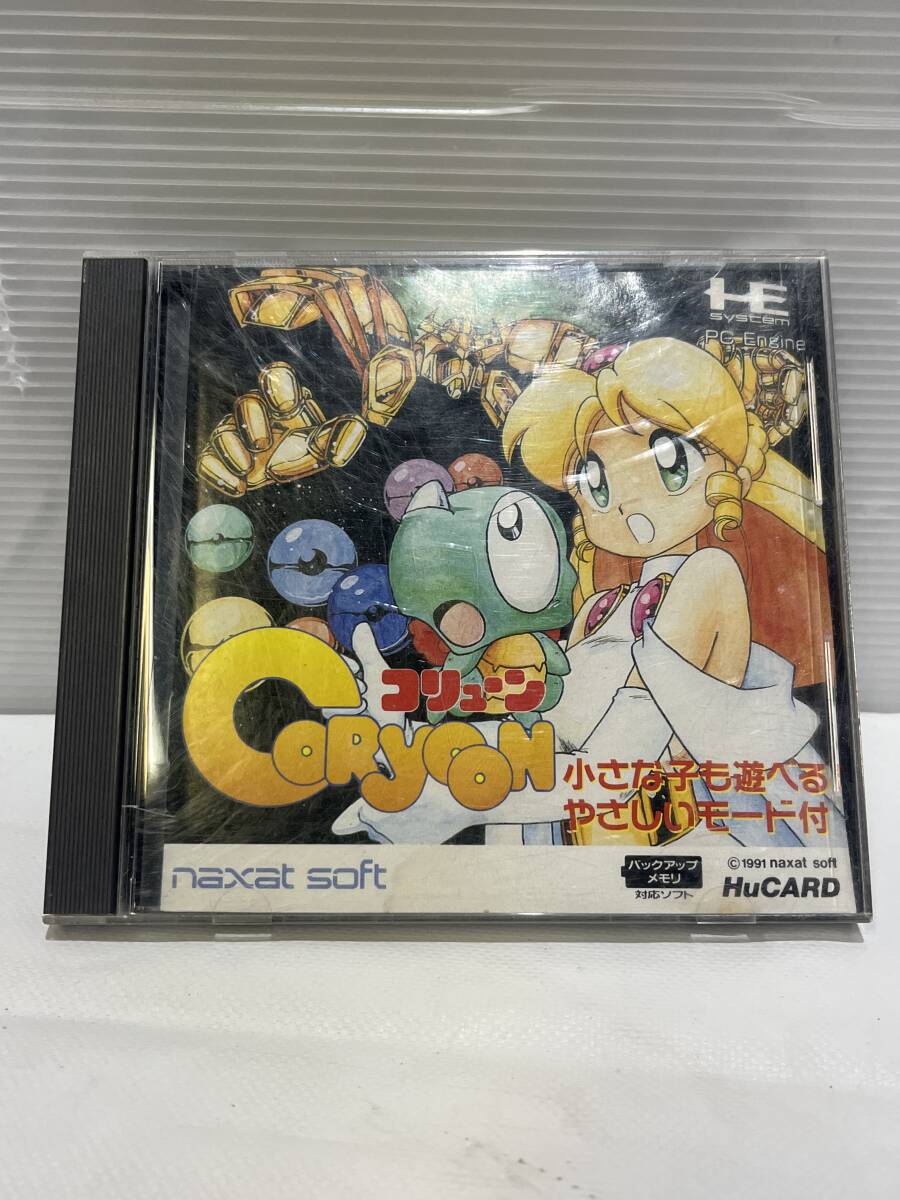 HE
system
PC Engine
コリューン
CORYOON
小さな子も遊べる
やさしいモード付
naxat soft
バックアップ
メモリ
対応ソフト
©1991 naxat soft
HuCARD